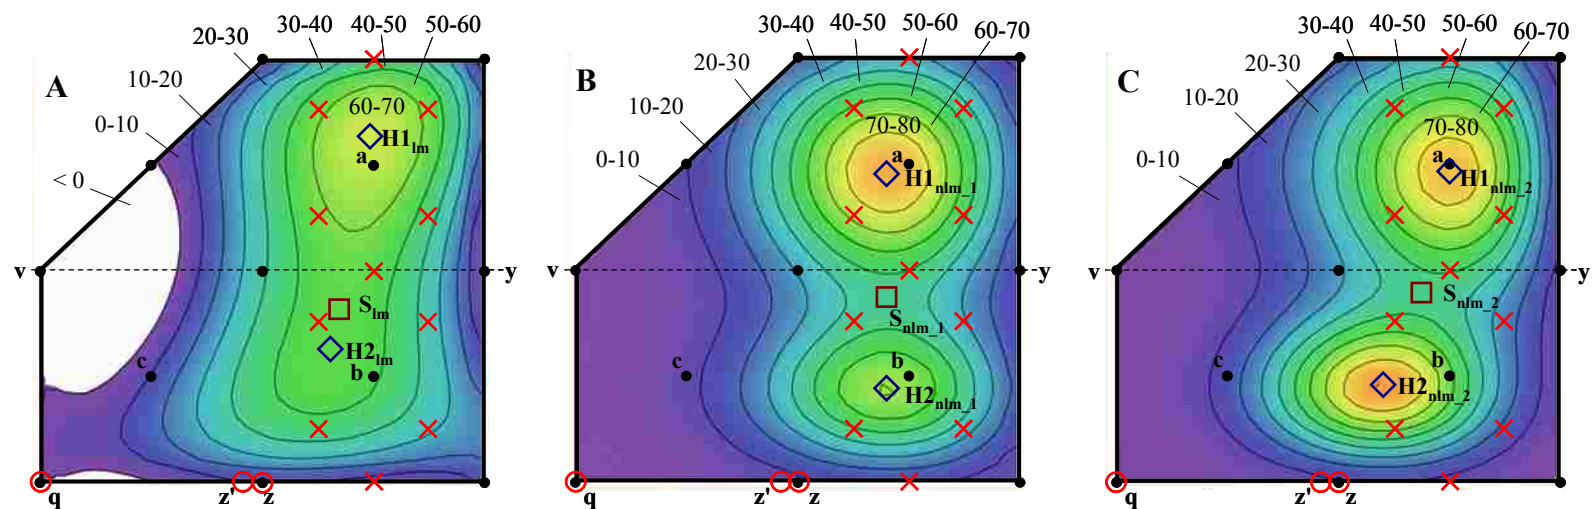 A
< 0
0-10
10-20
20-30
30-40
40-50
50-60
60-70
H1lm
a
v
y
Slm
H2lm
c
b
q
z'
z
B
0-10
10-20
20-30
30-40
40-50
50-60
60-70
70-80
a
H1nlm_1
v
Snlm_1
c
b
H2nlm_1
q
z'
z
C
0-10
10-20
20-30
30-40
40-50
50-60
60-70
70-80
a
H1nlm_2
v
y
Snlm_2
c
b
H2nlm_2
q
z'
z